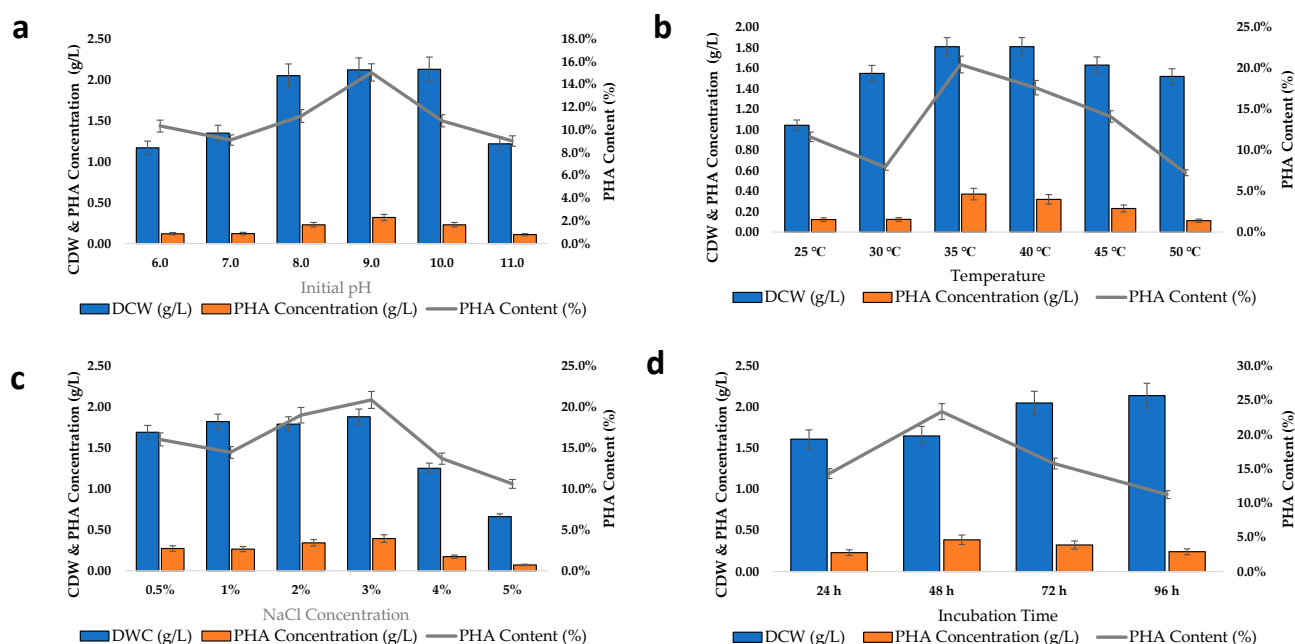 a
CDW & PHA Concentration (g/L)
2.50
2.00
1.50
1.00
0.50
0.00
18.0%
16.0%
14.0%
12.0%
10.0%
8.0%
6.0%
4.0%
2.0%
0.0%
PHA Content (%)
6.0 7.0 8.0 9.0 10.0 11.0
Initial pH
DCW (g/L) PHA Concentration (g/L) PHA Content (%)
b
CDW & PHA Concentration (g/L)
2.00
1.80
1.60
1.40
1.20
1.00
0.80
0.60
0.40
0.20
0.00
25.0%
20.0%
15.0%
10.0%
5.0%
0.0%
PHA Content (%)
25 °C 30 °C 35 °C 40 °C 45 °C 50 °C
Temperature
DCW (g/L) PHA Concentration (g/L) PHA Content (%)
c
CDW & PHA Concentration (g/L)
2.50
2.00
1.50
1.00
0.50
0.00
25.0%
20.0%
15.0%
10.0%
5.0%
0.0%
PHA Content (%)
0.5% 1% 2% 3% 4% 5%
NaCl Concentration
DWC (g/L) PHA Concentration (g/L) PHA Content (%)
d
CDW & PHA Concentration (g/L)
2.50
2.00
1.50
1.00
0.50
0.00
30.0%
25.0%
20.0%
15.0%
10.0%
5.0%
0.0%
PHA Content (%)
24 h 48 h 72 h 96 h
Incubation Time
DCW (g/L) PHA Concentration (g/L) PHA Content (%)